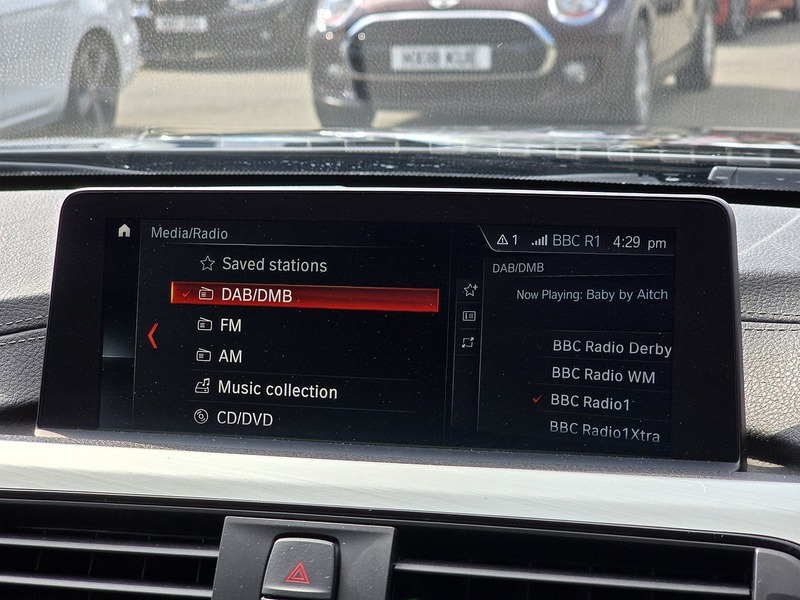 Media/Radio
1 BBC R1 4:29 pm
Saved stations
DAB/DMB
FM
AM
Music collection
CD/DVD
DAB/DMB
Now Playing: Baby by Aitch
BBC Radio Derby
BBC Radio WM
BBC Radio1
BBC Radio1Xtra